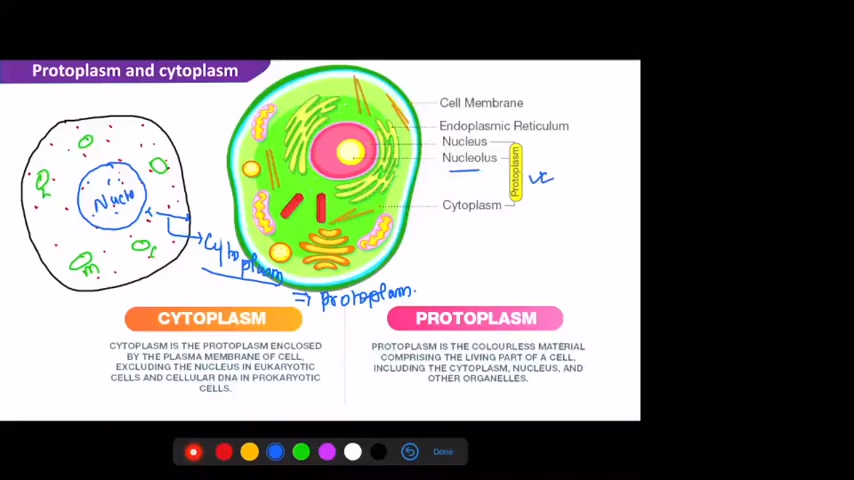 Protoplasm and cytoplasm
Cell Membrane
Endoplasmic Reticulum
Nucleus
Nucleolus
Protoplasm
Cytoplasm
Nucleo
Cytoplasm
⇒ Protoplasm.
L
m
CYTOPLASM
CYTOPLASM IS THE PROTOPLASM ENCLOSED
BY THE PLASMA MEMBRANE OF CELL,
EXCLUDING THE NUCLEUS IN EUKARYOTIC
CELLS AND CELLULAR DNA IN PROKARYOTIC
CELLS.
PROTOPLASM
PROTOPLASM IS THE COLOURLESS MATERIAL
COMPRISING THE LIVING PART OF A CELL,
INCLUDING THE CYTOPLASM, NUCLEUS, AND
OTHER ORGANELLES.
Done